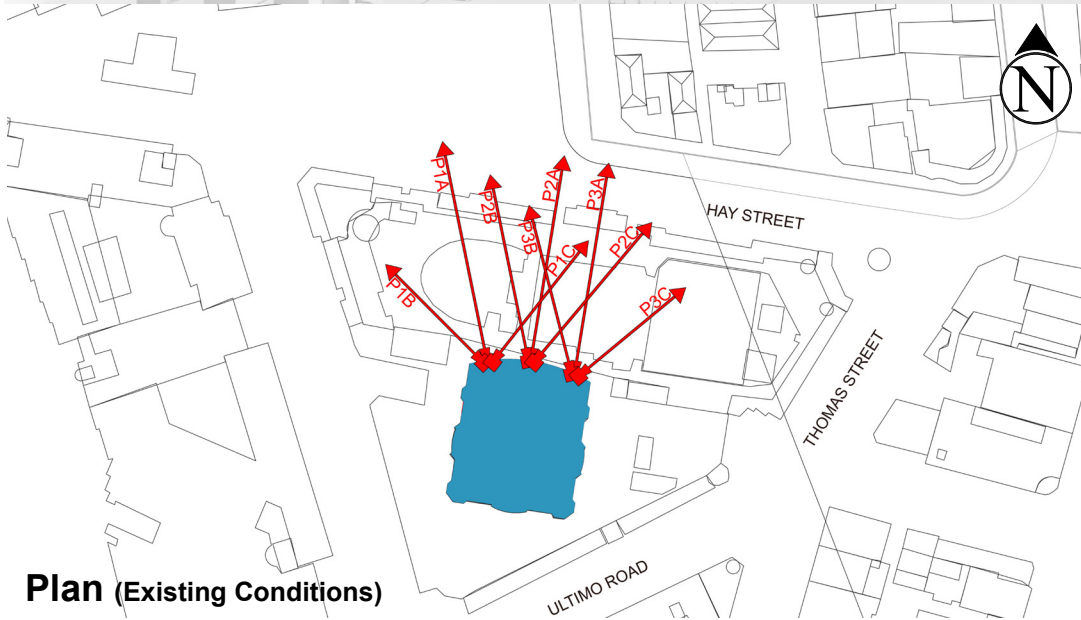 N
P1A
P2B
P3B
P2A
P3A
P1C
P2C
P1B
P3C
HAY STREET
THOMAS STREET
ULTIMO ROAD
Plan (Existing Conditions)